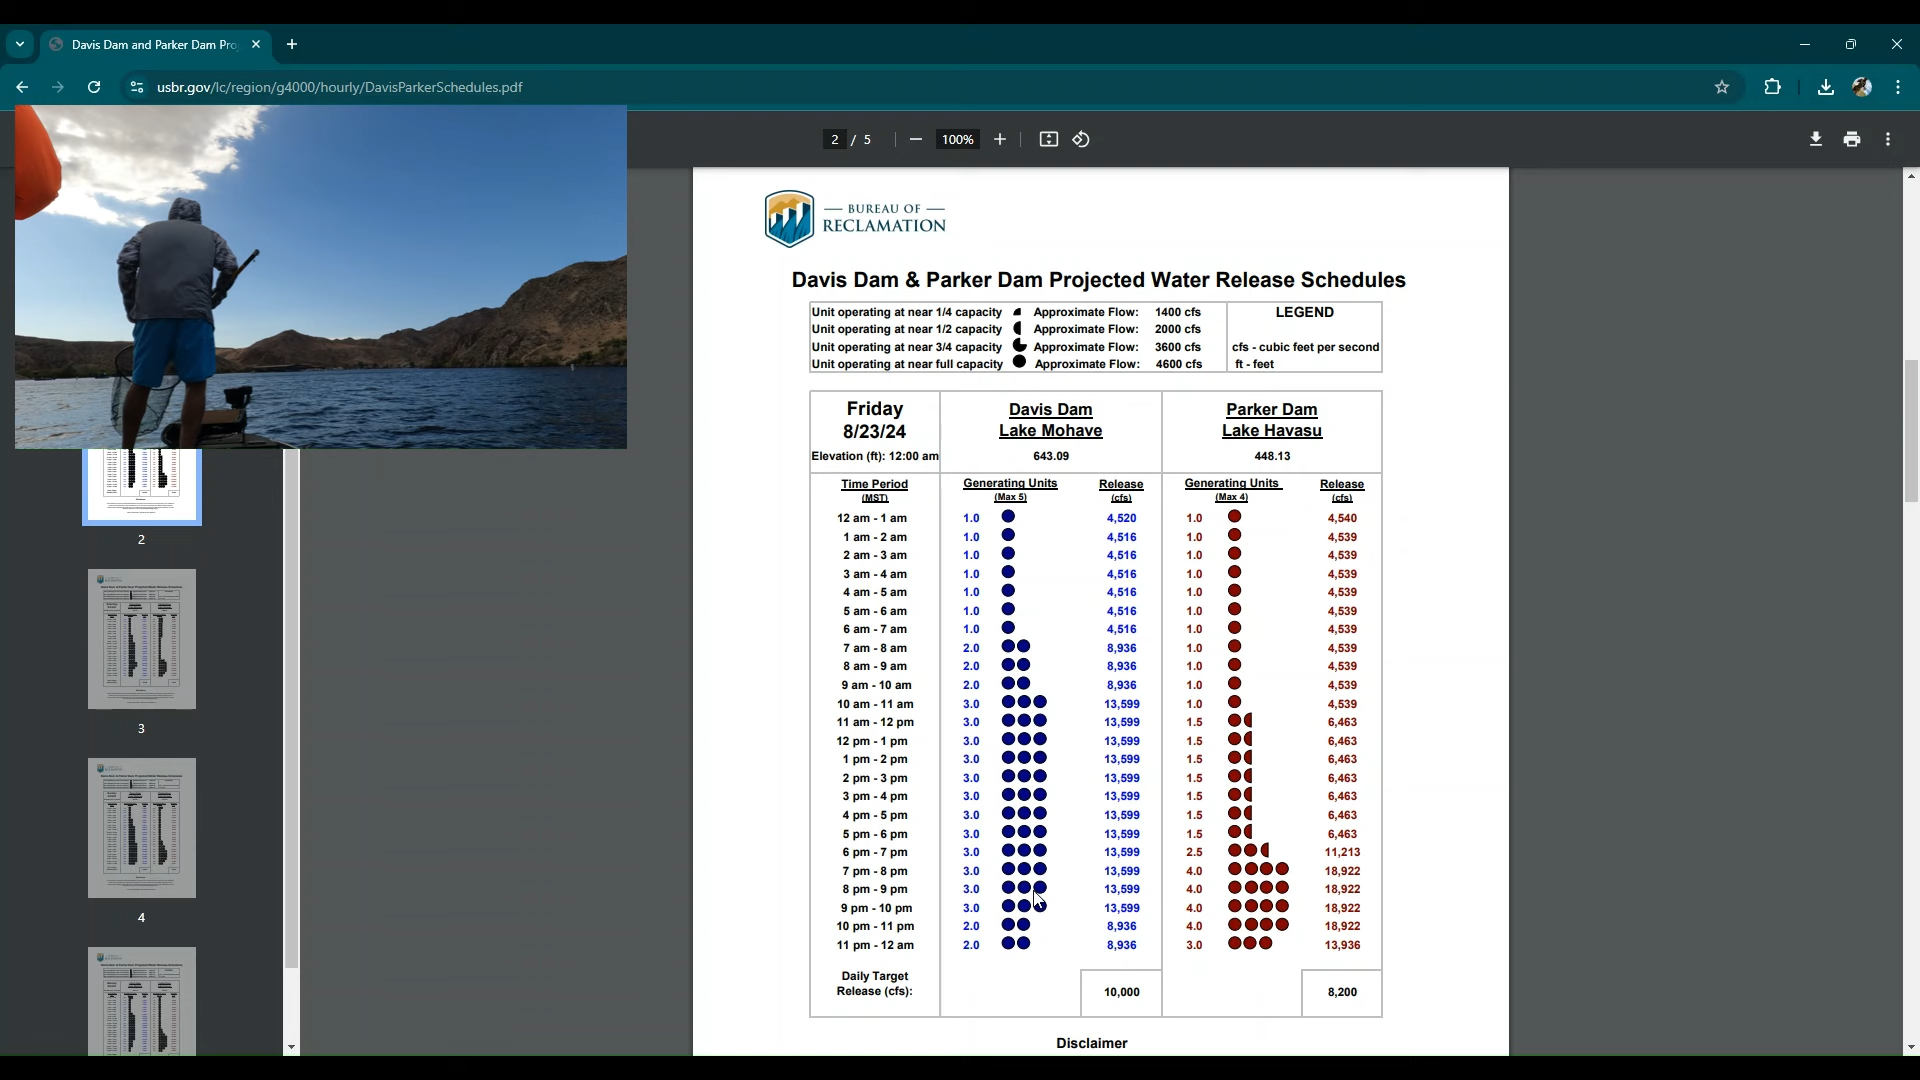 Davis Dam and Parker Dam Pro
usbr.gov/lc/region/g4000/hourly/DavisParkerSchedules.pdf
2 / 5
100%
BUREAU OF
RECLAMATION
Davis Dam & Parker Dam Projected Water Release Schedules
Unit operating at near 1/4 capacity Approximate Flow: 1400 cfs LEGEND
Unit operating at near 1/2 capacity Approximate Flow: 2000 cfs
Unit operating at near 3/4 capacity Approximate Flow: 3600 cfs cfs - cubic feet per second
Unit operating at near full capacity Approximate Flow: 4600 cfs ft - feet
Friday Davis Dam Parker Dam
8/23/24 Lake Mohave Lake Havasu
Elevation (ft): 12:00 am 643.09 448.13
Time Period Generating Units Release Generating Units Release
(MST) (Max 5) (cfs) (Max 4) (cfs)
12 am - 1 am 1.0 4,520 1.0 4,540
1 am - 2 am 1.0 4,516 1.0 4,539
2 am - 3 am 1.0 4,516 1.0 4,539
3 am - 4 am 1.0 4,516 1.0 4,539
4 am - 5 am 1.0 4,516 1.0 4,539
5 am - 6 am 1.0 4,516 1.0 4,539
6 am - 7 am 1.0 4,516 1.0 4,539
7 am - 8 am 2.0 8,936 1.0 4,539
8 am - 9 am 2.0 8,936 1.0 4,539
9 am - 10 am 2.0 8,936 1.0 4,539
10 am - 11 am 3.0 13,599 1.0 4,539
11 am - 12 pm 3.0 13,599 1.5 6,463
12 pm - 1 pm 3.0 13,599 1.5 6,463
1 pm - 2 pm 3.0 13,599 1.5 6,463
2 pm - 3 pm 3.0 13,599 1.5 6,463
3 pm - 4 pm 3.0 13,599 1.5 6,463
4 pm - 5 pm 3.0 13,599 1.5 6,463
5 pm - 6 pm 3.0 13,599 1.5 6,463
6 pm - 7 pm 3.0 13,599 2.5 11,213
7 pm - 8 pm 3.0 13,599 4.0 18,922
8 pm - 9 pm 3.0 13,599 4.0 18,922
9 pm - 10 pm 3.0 13,599 4.0 18,922
10 pm - 11 pm 2.0 8,936 4.0 18,922
11 pm - 12 am 2.0 8,936 3.0 13,936
Daily Target
Release (cfs): 10,000 8,200
Disclaimer
2
3
4